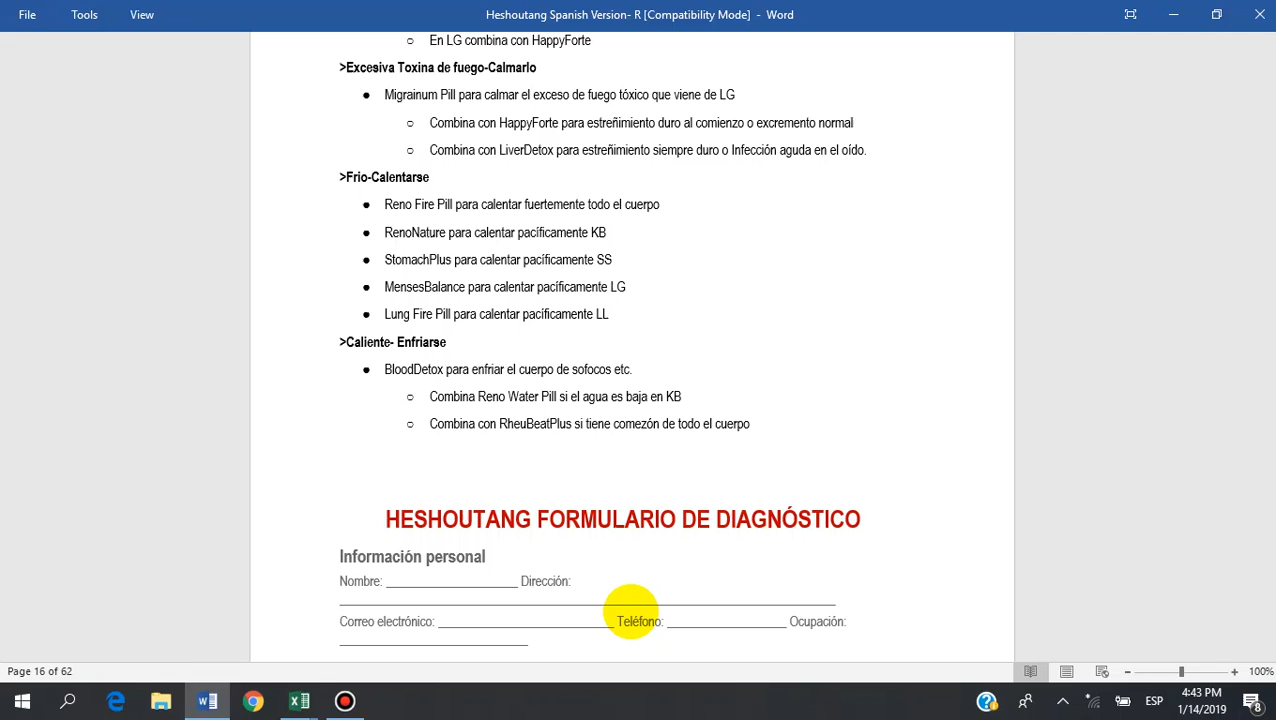 File Tools View Heshoutang Spanish Version- R [Compatibility Mode] - Word
○ En LG combina con HappyForte
>Excesiva Toxina de fuego-Calmarlo
● Migrainum Pill para calmar el exceso de fuego tóxico que viene de LG
○ Combina con HappyForte para estreñimiento duro al comienzo o excremento normal
○ Combina con LiverDetox para estreñimiento siempre duro o Infección aguda en el oído.
>Frio-Calentarse
● Reno Fire Pill para calentar fuertemente todo el cuerpo
● RenoNature para calentar pacíficamente KB
● StomachPlus para calentar pacíficamente SS
● MensesBalance para calentar pacíficamente LG
● Lung Fire Pill para calentar pacíficamente LL
>Caliente- Enfriarse
● BloodDetox para enfriar el cuerpo de sofocos etc.
○ Combina Reno Water Pill si el agua es baja en KB
○ Combina con RheuBeatPlus si tiene comezón de todo el cuerpo
HESHOUTANG FORMULARIO DE DIAGNÓSTICO
Información personal
Nombre: ____________________ Dirección:
____________________________________________________________
Correo electrónico: __________________________ Teléfono: __________________ Ocupación:
____________________________
Page 16 of 62 100%
ESP 4:43 PM
1/14/2019 8